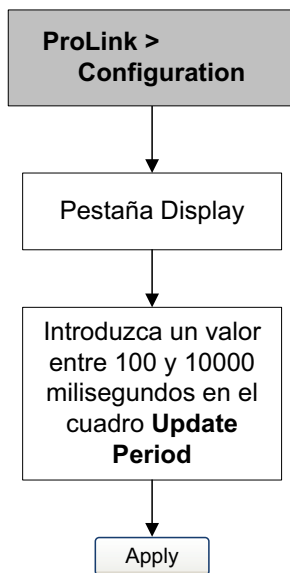 ProLink >
Configuration
Pestaña Display
Introduzca un valor
entre 100 y 10000
milisegundos en el
cuadro Update
Period
Apply